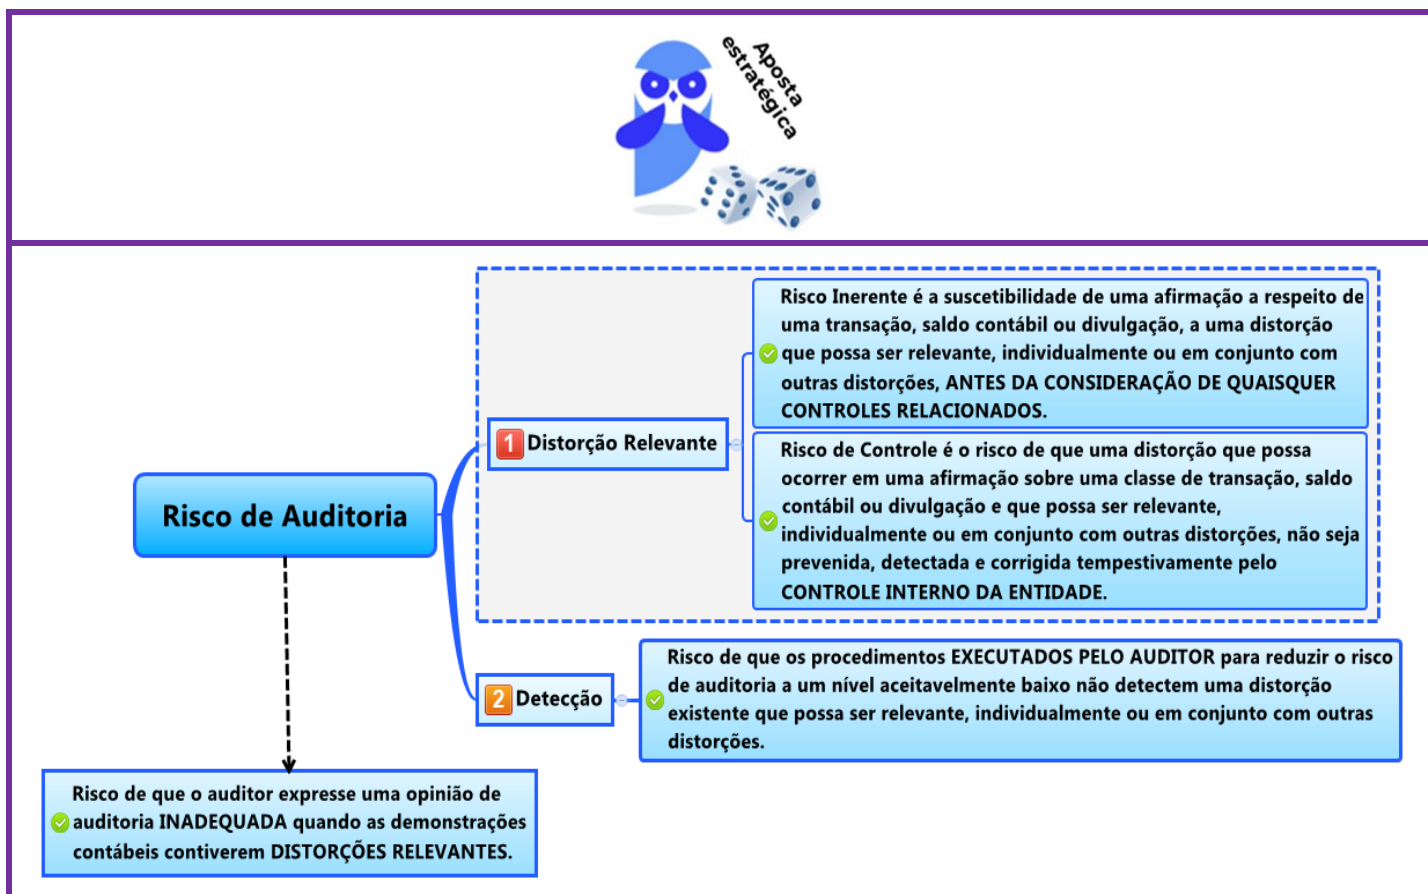 Aposta
estratégica
Risco Inerente é a suscetibilidade de uma afirmação a respeito de
uma transação, saldo contábil ou divulgação, a uma distorção
que possa ser relevante, individualmente ou em conjunto com
outras distorções, ANTES DA CONSIDERAÇÃO DE QUAISQUER
CONTROLES RELACIONADOS.
1 Distorção Relevante
Risco de Controle é o risco de que uma distorção que possa
ocorrer em uma afirmação sobre uma classe de transação, saldo
contábil ou divulgação e que possa ser relevante,
individualmente ou em conjunto com outras distorções, não seja
prevenida, detectada e corrigida tempestivamente pelo
CONTROLE INTERNO DA ENTIDADE.
Risco de Auditoria
Risco de que os procedimentos EXECUTADOS PELO AUDITOR para reduzir o risco
de auditoria a um nível aceitavelmente baixo não detectem uma distorção
existente que possa ser relevante, individualmente ou em conjunto com outras
distorções.
2 Detecção
Risco de que o auditor expresse uma opinião de
auditoria INADEQUADA quando as demonstrações
contábeis contiverem DISTORÇÕES RELEVANTES.